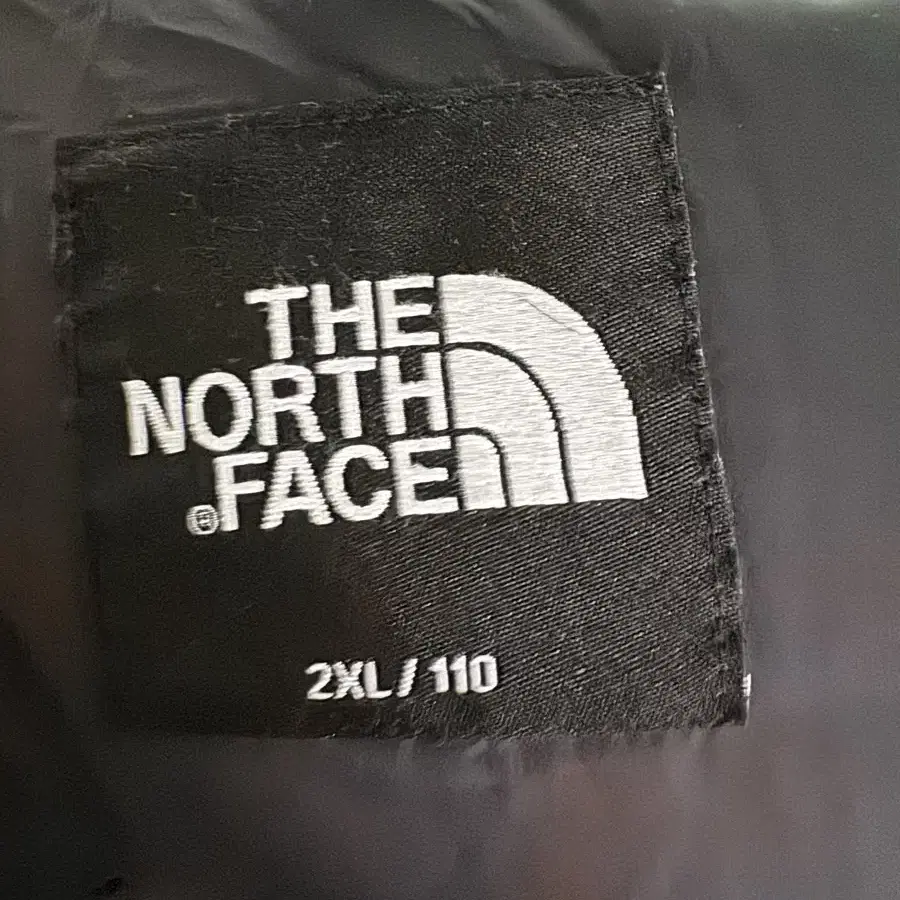 THE
NORTH
®FACE
2XL/110